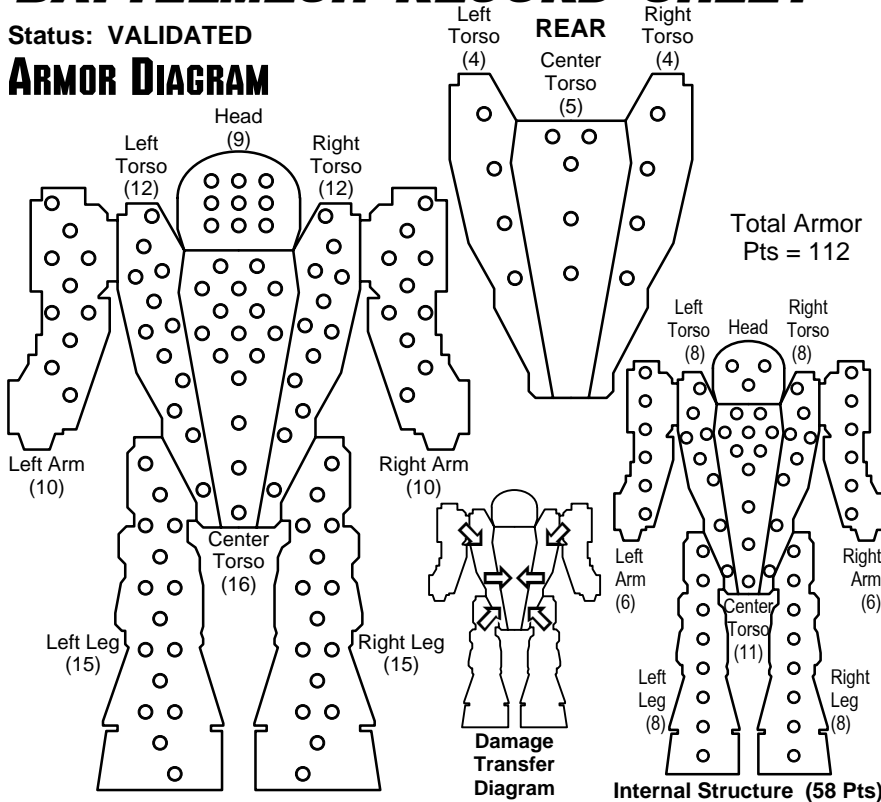 BATTLEMECH RECORD SHEET
Status: VALIDATED
ARMOR DIAGRAM
Head
(9)
Left
Torso
(12)
Right
Torso
(12)
Left Arm
(10)
Right Arm
(10)
Center
Torso
(16)
Left Leg
(15)
Right Leg
(15)
REAR
Left
Torso
(4)
Center
Torso
(5)
Right
Torso
(4)
Total Armor
Pts = 112
Left
Torso
(8)
Head
Right
Torso
(8)
Left
Arm
(6)
Right
Arm
(6)
Center
Torso
(11)
Left
Leg
(8)
Right
Leg
(8)
Damage
Transfer
Diagram
Internal Structure (58 Pts)